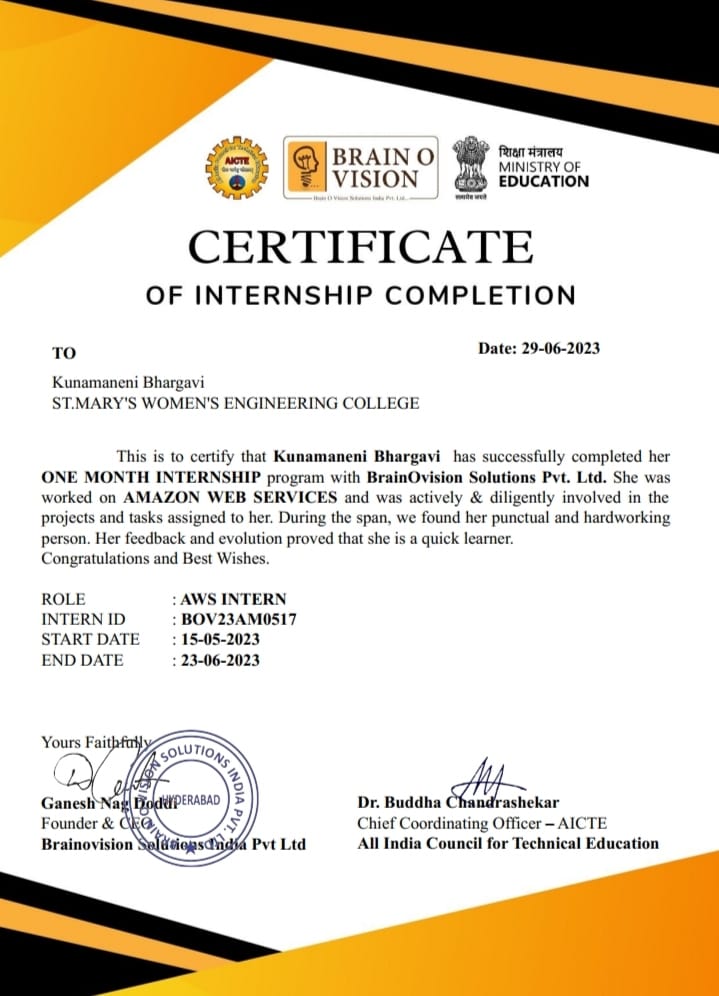 AICTE
BRAIN O
VISION
Brain O Vision Solutions India Pvt. Ltd.,
शिक्षा मंत्रालय
MINISTRY OF
EDUCATION
सत्यमेव जयते
CERTIFICATE
OF INTERNSHIP COMPLETION
TO
Date: 29-06-2023
Kunamaneni Bhargavi
ST.MARY'S WOMEN'S ENGINEERING COLLEGE
This is to certify that Kunamaneni Bhargavi has successfully completed her
ONE MONTH INTERNSHIP program with BrainOvision Solutions Pvt. Ltd. She was
worked on AMAZON WEB SERVICES and was actively & diligently involved in the
projects and tasks assigned to her. During the span, we found her punctual and hardworking
person. Her feedback and evolution proved that she is a quick learner.
Congratulations and Best Wishes.
ROLE : AWS INTERN
INTERN ID : BOV23AM0517
START DATE : 15-05-2023
END DATE : 23-06-2023
Yours Faithfully
Ganesh Nag Doddi
Founder & CEO
Brainovision Solutions India Pvt Ltd
BRAINOVISION SOLUTIONS INDIA PVT. LTD.
HYDERABAD
Dr. Buddha Chandrashekar
Chief Coordinating Officer – AICTE
All India Council for Technical Education